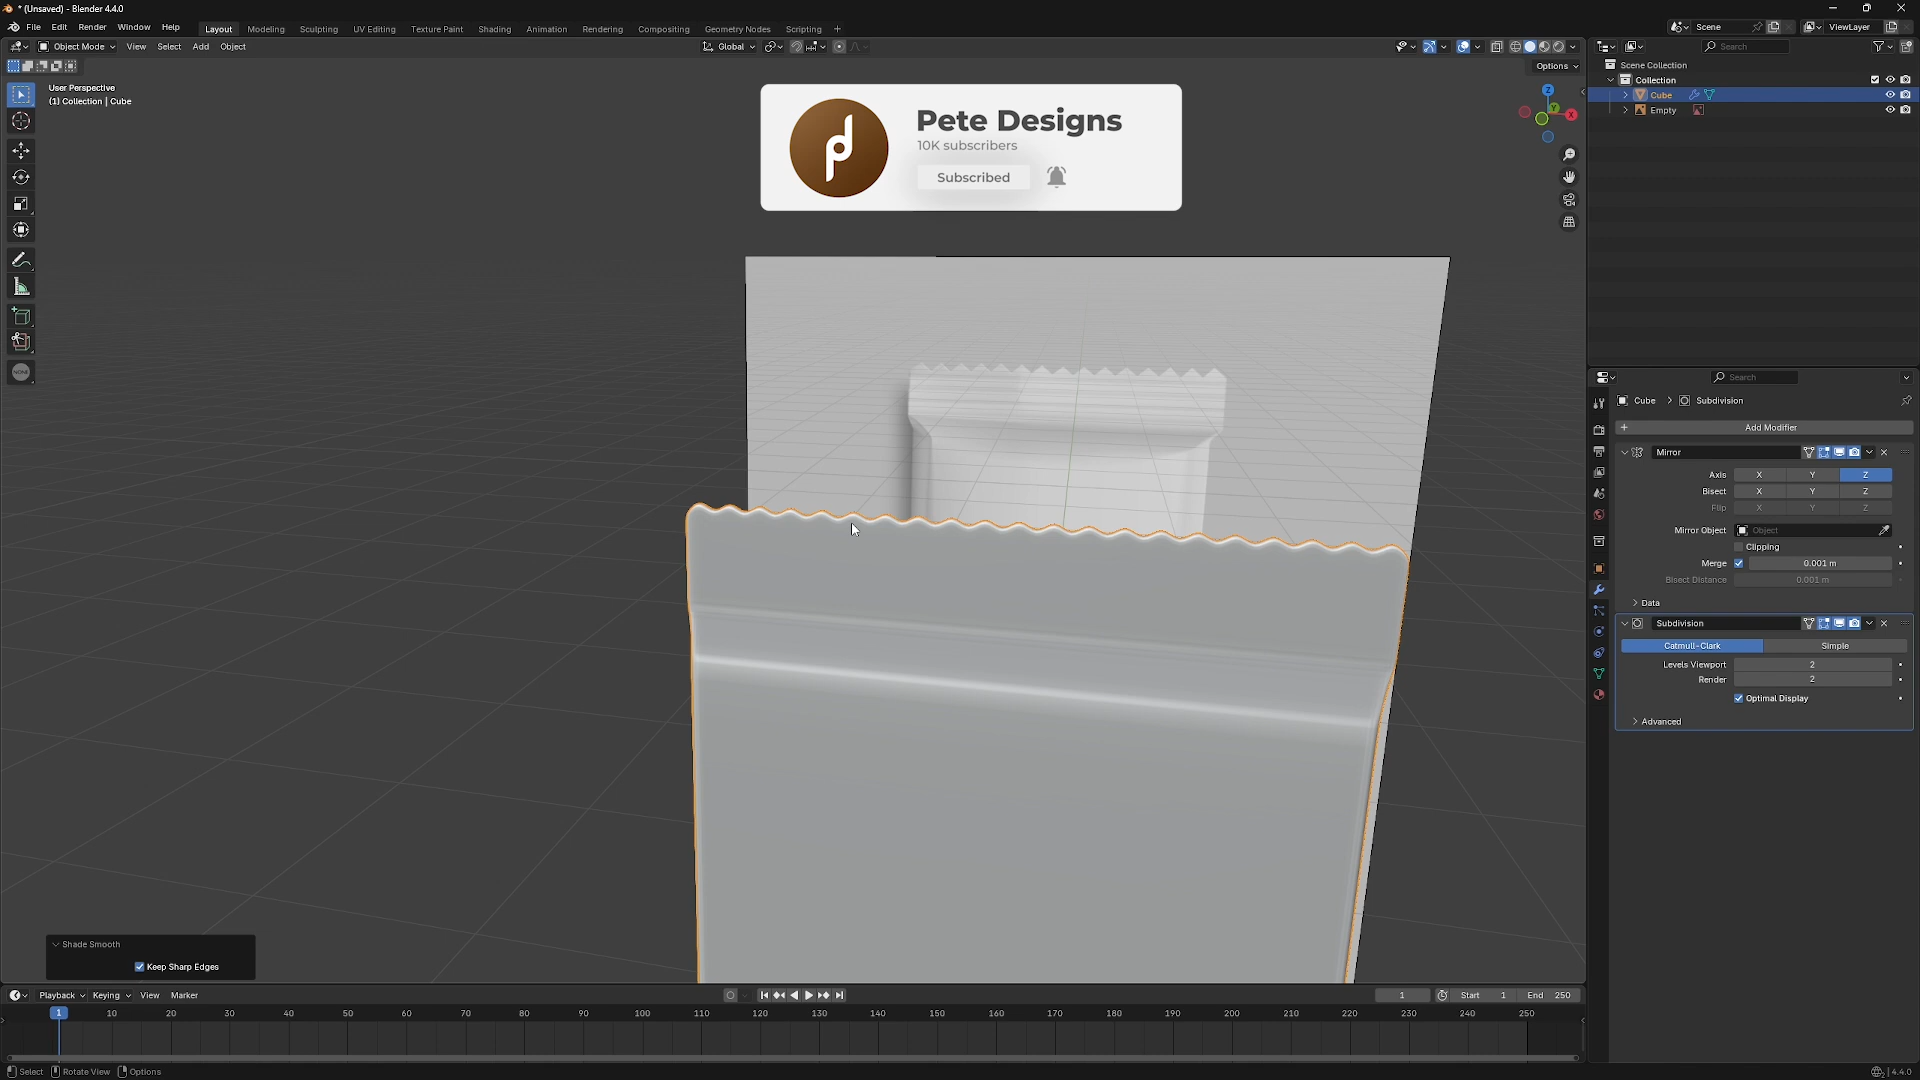 * (Unsaved) - Blender 4.4.0
File Edit Render Window Help Layout Modeling Sculpting UV Editing Texture Paint Shading Animation Rendering Compositing Geometry Nodes Scripting + Scene ViewLayer
Object Mode View Select Add Object Global Search
Options
User Perspective
(1) Collection | Cube
Pete Designs
10K subscribers
Subscribed
Z
Y
X
NONE
Scene Collection
Collection
Cube
Empty
Search
Cube > Subdivision
+ Add Modifier
Mirror
Axis X Y Z
Bisect X Y Z
Flip X Y Z
Mirror Object Object
Clipping
Merge 0.001 m
Bisect Distance 0.001 m
Data
Subdivision
Catmull-Clark Simple
Levels Viewport 2
Render 2
Optimal Display
Advanced
Shade Smooth
Keep Sharp Edges
Playback Keying View Marker 1 Start 1 End 250
1 10 20 30 40 50 60 70 80 90 100 110 120 130 140 150 160 170 180 190 200 210 220 230 240 250
Select Rotate View Options 4.4.0